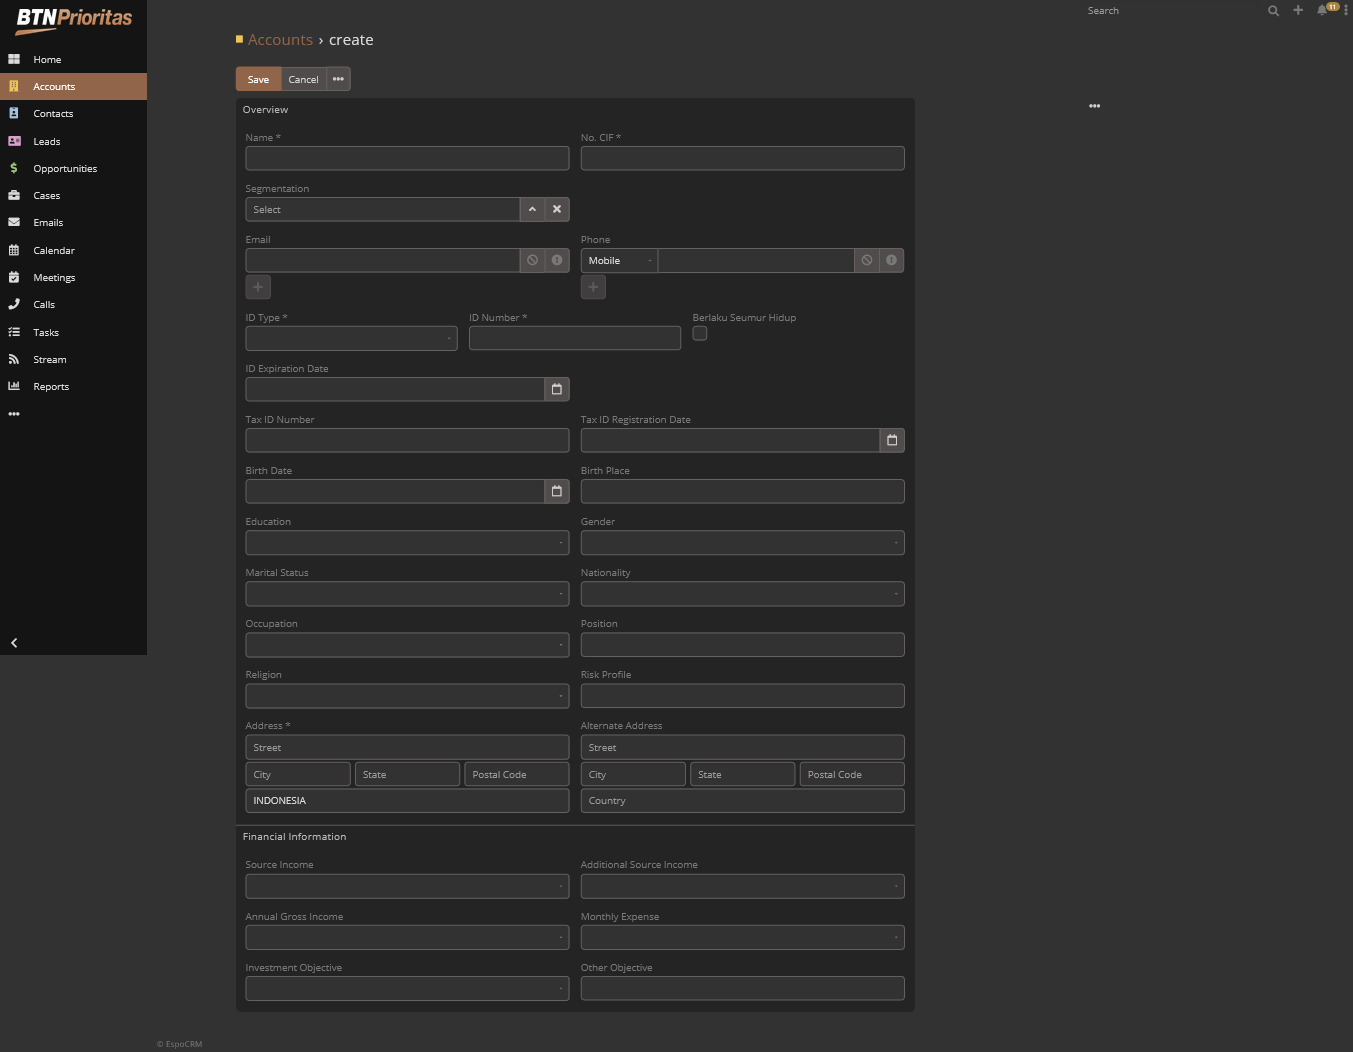 BTNPrioritas
Search
11
Home
Accounts
Contacts
Leads
Opportunities
Cases
Emails
Calendar
Meetings
Calls
Tasks
Stream
Reports
Accounts › create
Save Cancel
Overview
Name * No. CIF *
Segmentation
Select
Email Phone
Mobile
ID Type * ID Number * Berlaku Seumur Hidup
ID Expiration Date
Tax ID Number Tax ID Registration Date
Birth Date Birth Place
Education Gender
Marital Status Nationality
Occupation Position
Religion Risk Profile
Address * Alternate Address
Street Street
City State Postal Code City State Postal Code
INDONESIA Country
Financial Information
Source Income Additional Source Income
Annual Gross Income Monthly Expense
Investment Objective Other Objective
© EspoCRM